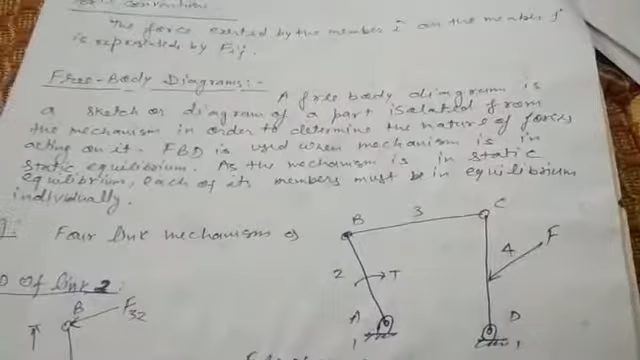 Convention
The force exerted by the member i on the member j
is represented by Fij.
Free-Body Diagrams:-
A free body diagram is
a sketch or diagram of a part isolated from
the mechanism in order to determine the nature of forces
acting on it. FBD is used when mechanism is in
static equilibrium. As the mechanism is in static
equilibrium, each of its members must be in equilibrium
individually.
Four link mechanism of
B 3 C
2 T 4 F
A D
1 1
D of link 2:
B F32